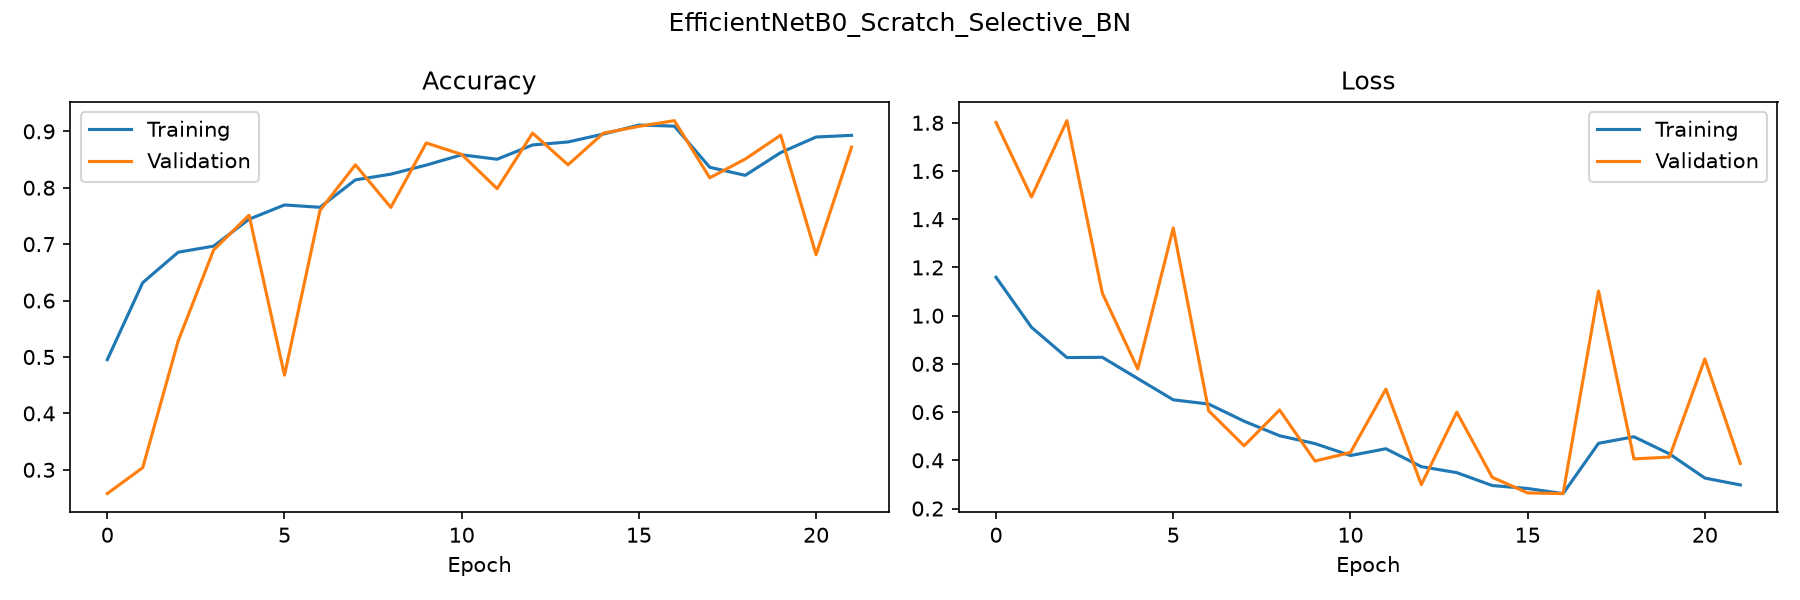 EfficientNetB0_Scratch_Selective_BN
Accuracy
Training
Validation
0.9
0.8
0.7
0.6
0.5
0.4
0.3
0 5 10 15 20
Epoch
Loss
Training
Validation
1.8
1.6
1.4
1.2
1.0
0.8
0.6
0.4
0.2
0 5 10 15 20
Epoch